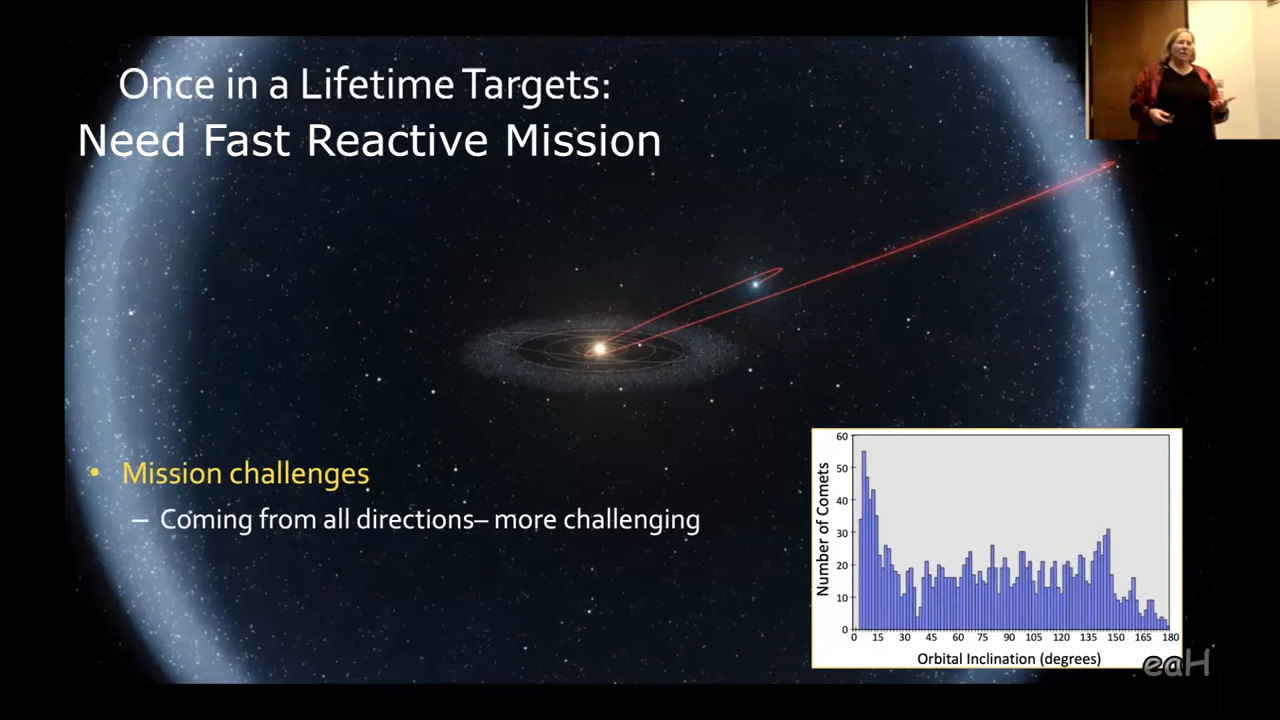 Once in a Lifetime Targets:
Need Fast Reactive Mission
• Mission challenges
– Coming from all directions– more challenging
Number of Comets
60
50
40
30
20
10
0
0 15 30 45 60 75 90 105 120 135 150 165 180
Orbital Inclination (degrees)
eaH